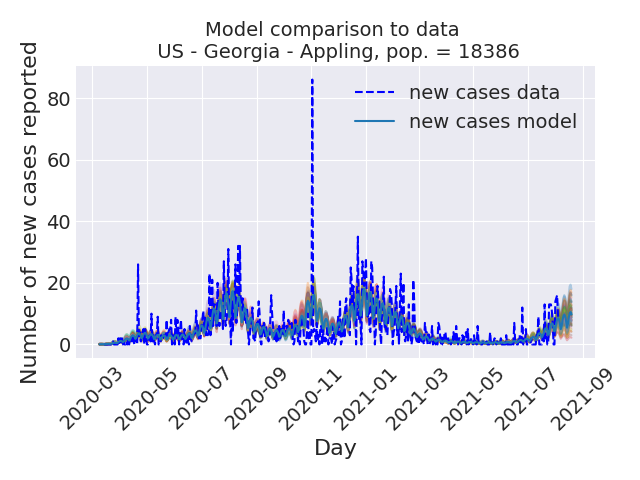 Model comparison to data
US - Georgia - Appling, pop. = 18386
Number of new cases reported
80
60
40
20
0
new cases data
new cases model
2020-03
2020-05
2020-07
2020-09
2020-11
2021-01
2021-03
2021-05
2021-07
2021-09
Day